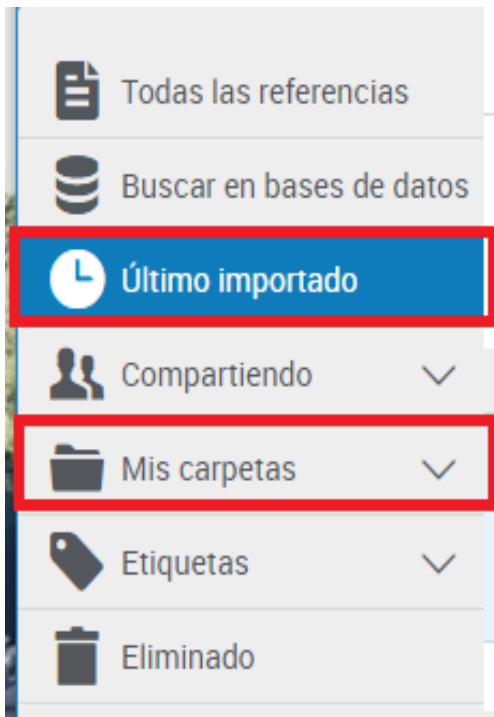 Todas las referencias
Buscar en bases de datos
Último importado
Compartiendo
Mis carpetas
Etiquetas
Eliminado